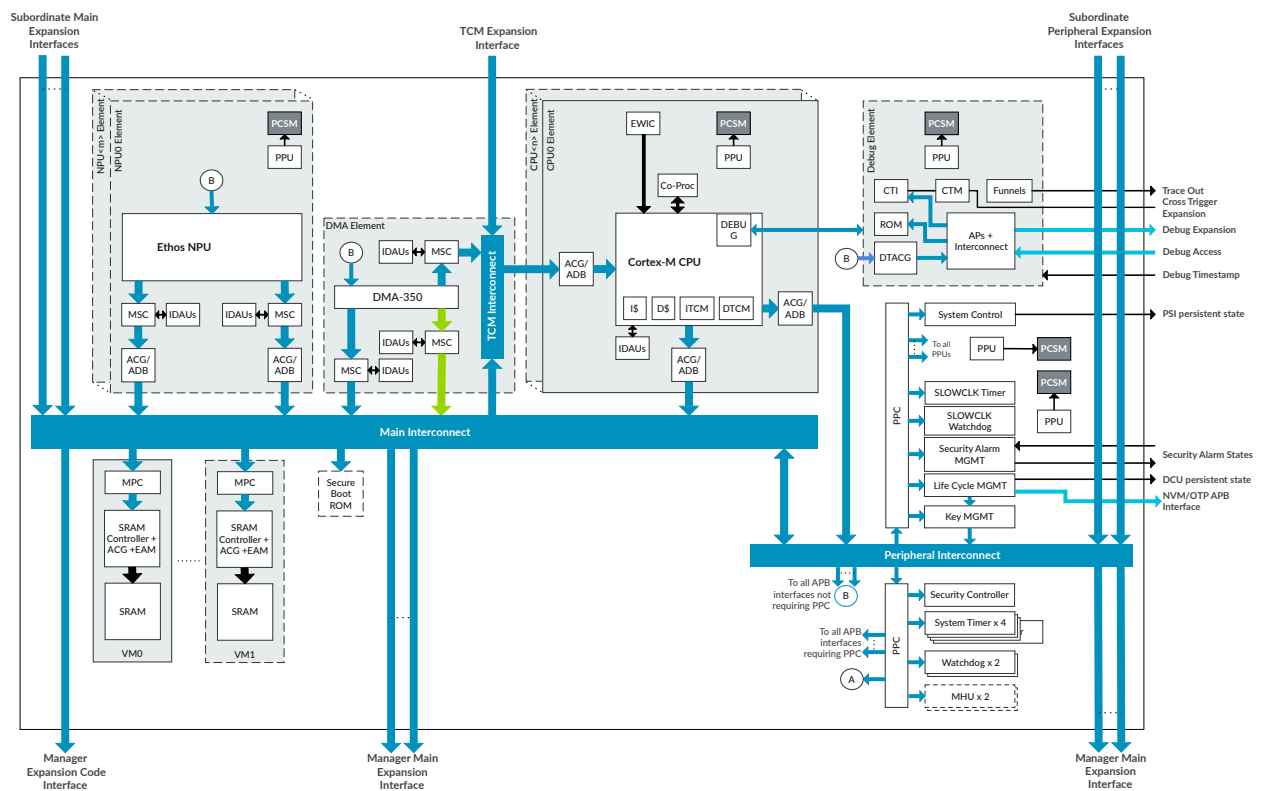 Subordinate Main
Expansion
Interfaces
TCM Expansion
Interface
Subordinate
Peripheral Expansion
Interfaces
NPU<m> Element
NPU0 Element
PCSM
PPU
B
Ethos NPU
MSC
IDAUs
IDAUs
MSC
ACG/
ADB
ACG/
ADB
DMA Element
B
IDAUs
MSC
DMA-350
IDAUs
MSC
MSC
IDAUs
TCM Interconnect
CPU<n> Element
CPU0 Element
EWIC
PCSM
PPU
Co-Proc
DEBU
G
Cortex-M CPU
ACG/
ADB
I$
D$
ITCM
DTCM
ACG/
ADB
IDAUs
ACG/
ADB
Debug Element
PCSM
PPU
CTI
CTM
Funnels
ROM
APs +
Interconnect
B
DTACG
Trace Out
Cross Trigger
Expansion
Debug Expansion
Debug Access
Debug Timestamp
PPC
System Control
PSI persistent state
To all
PPUs
PPU
PCSM
PCSM
PPU
SLOWCLK Timer
SLOWCLK
Watchdog
Security Alarm
MGMT
Security Alarm States
Life Cycle MGMT
DCU persistent state
NVM/OTP APB
Interface
Key MGMT
Main Interconnect
Peripheral Interconnect
MPC
SRAM
Controller +
ACG +EAM
SRAM
VM0
MPC
SRAM
Controller +
ACG +EAM
SRAM
VM1
Secure
Boot
ROM
To all APB
interfaces not
requiring PPC
B
PPC
Security Controller
System Timer x 4
r
To all APB
interfaces
requiring PPC
Watchdog x 2
A
MHU x 2
Manager
Expansion Code
Interface
Manager Main
Expansion
Interface
Manager Main
Expansion
Interface